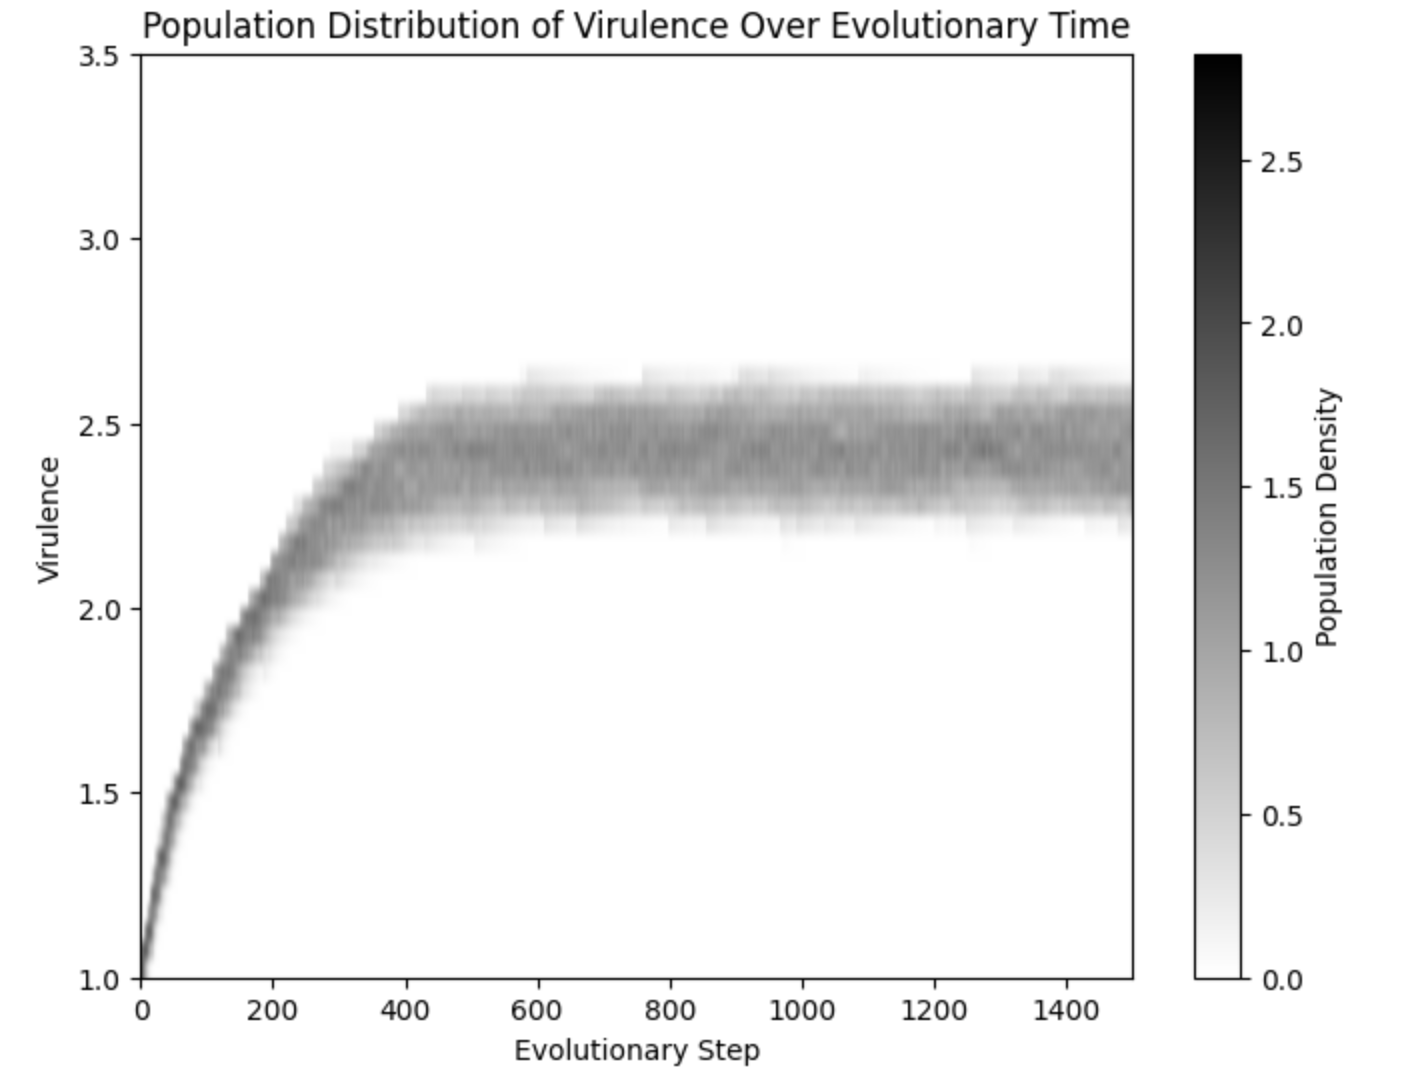 Population Distribution of Virulence Over Evolutionary Time
3.5
3.0
2.5
2.0
1.5
1.0
Virulence
0 200 400 600 800 1000 1200 1400
Evolutionary Step
2.5
2.0
1.5
1.0
0.5
0.0
Population Density